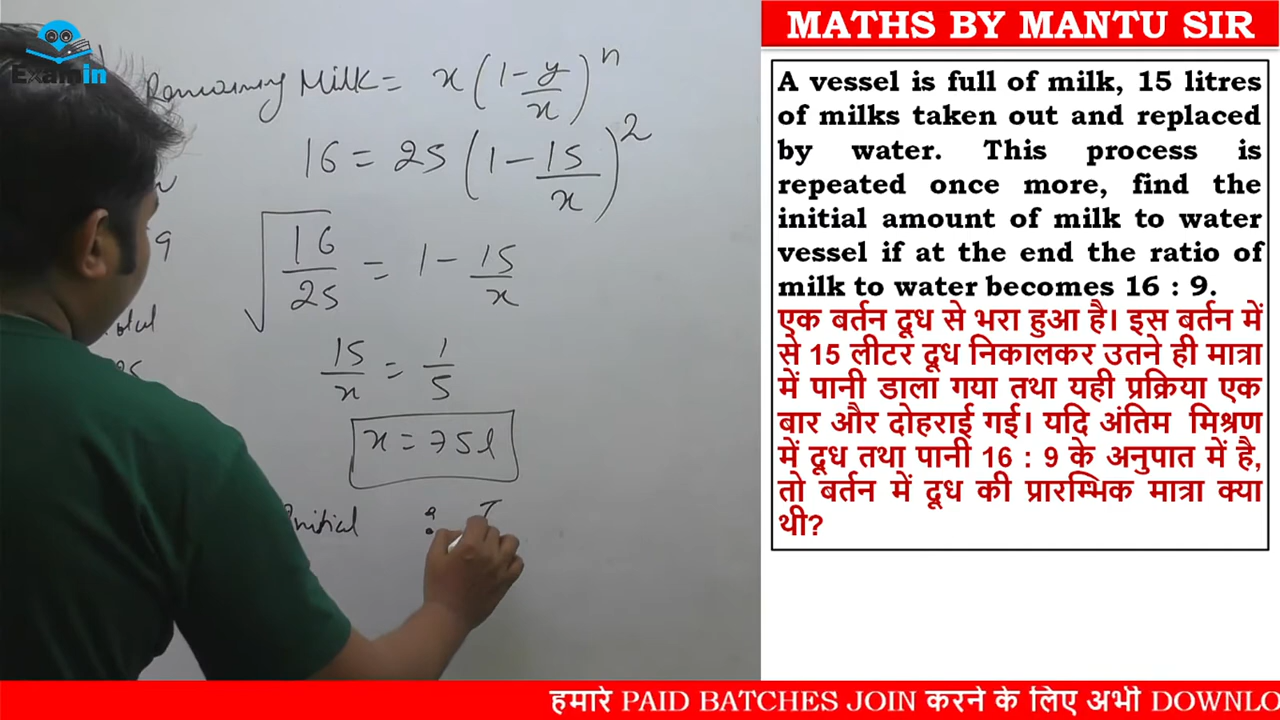 MATHS BY MANTU SIR
Examin
A vessel is full of milk, 15 litres
of milks taken out and replaced
by water. This process is
repeated once more, find the
initial amount of milk to water
vessel if at the end the ratio of
milk to water becomes 16 : 9.
एक बर्तन दूध से भरा हुआ है। इस बर्तन में
से 15 लीटर दूध निकालकर उतने ही मात्रा
में पानी डाला गया तथा यही प्रक्रिया एक
बार और दोहराई गई। यदि अंतिम मिश्रण
में दूध तथा पानी 16 : 9 के अनुपात में है,
तो बर्तन में दूध की प्रारम्भिक मात्रा क्या
थी?
Remaining Milk = x(1-y/x)^n
16 = 25(1-15/x)^2
√16/25 = 1-15/x
15/x = 1/5
x = 75l
Initial :
9
25
हमारे PAID BATCHES JOIN करने के लिए अभी DOWNLO